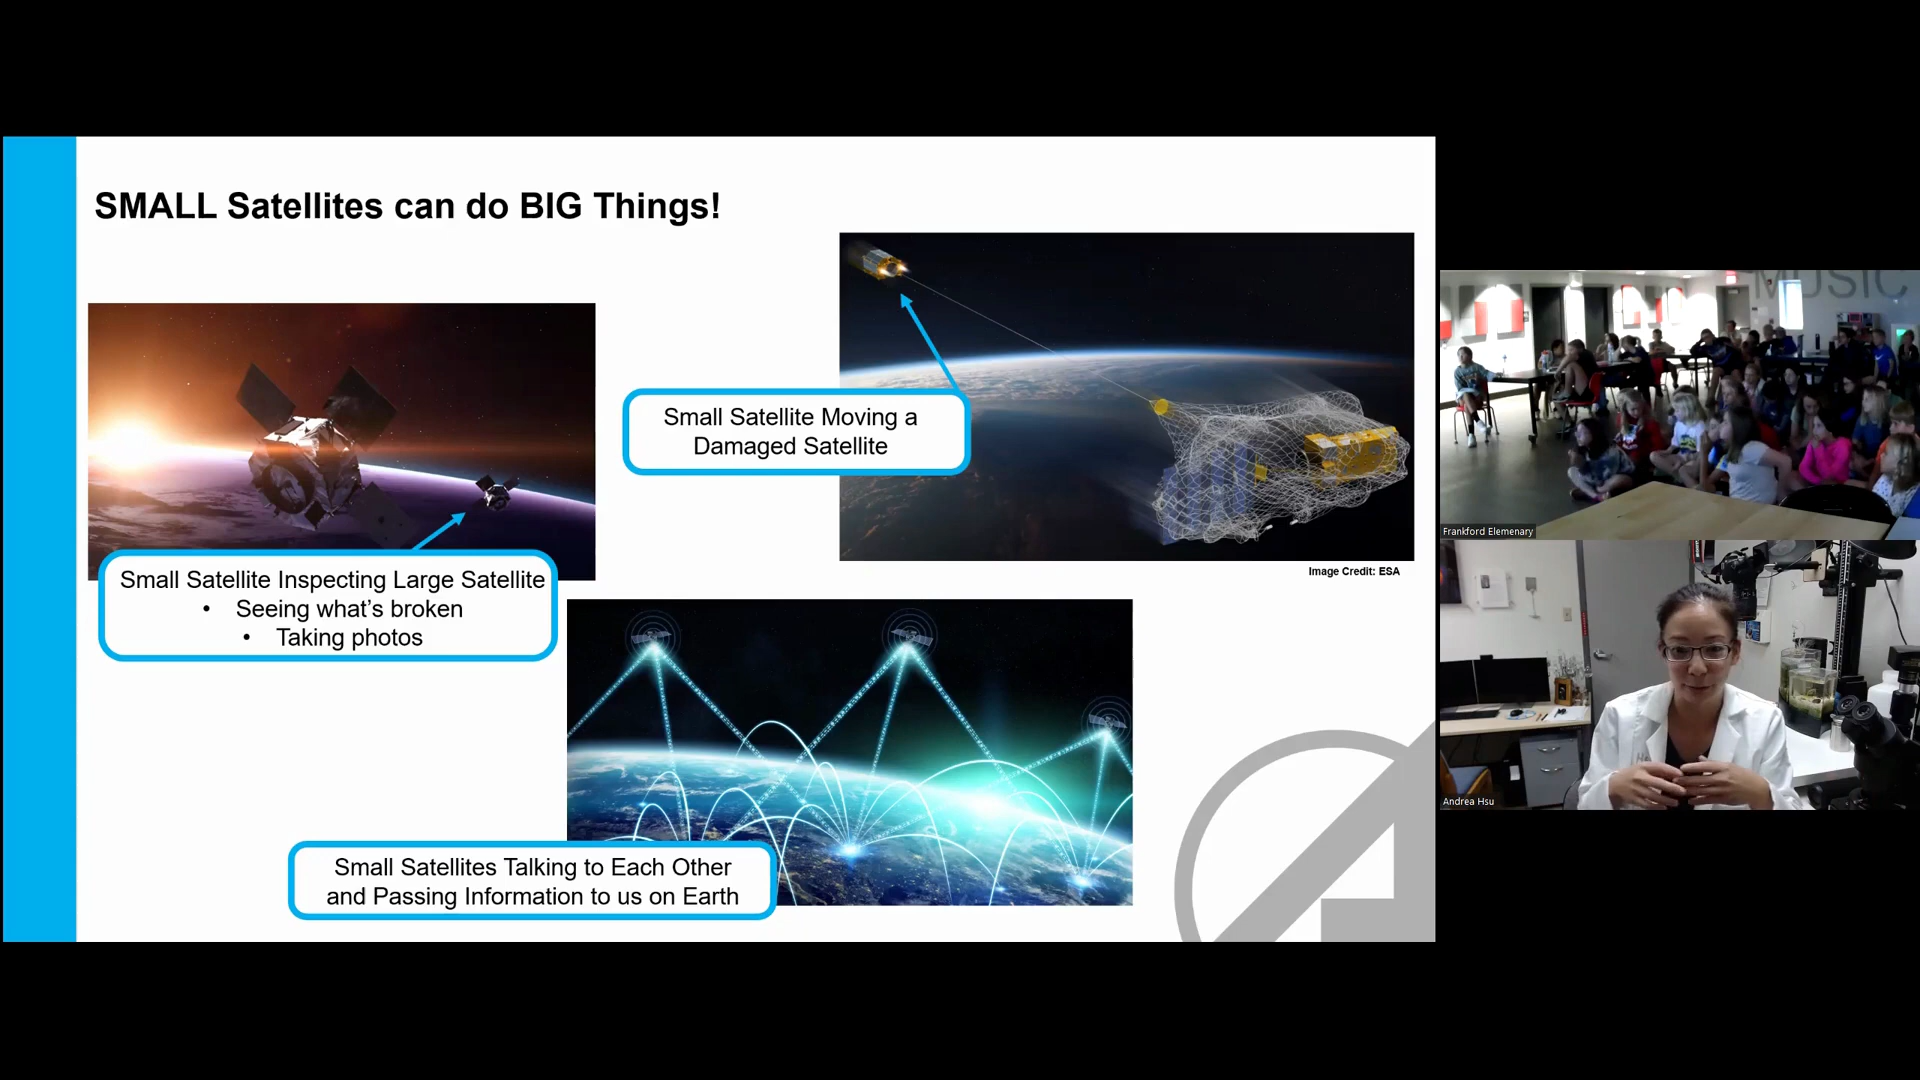 SMALL Satellites can do BIG Things!
Small Satellite Moving a
Damaged Satellite
Image Credit: ESA
Small Satellite Inspecting Large Satellite
• Seeing what's broken
• Taking photos
Small Satellites Talking to Each Other
and Passing Information to us on Earth
MUSIC
Frankford Elemenary
Andrea Hsu